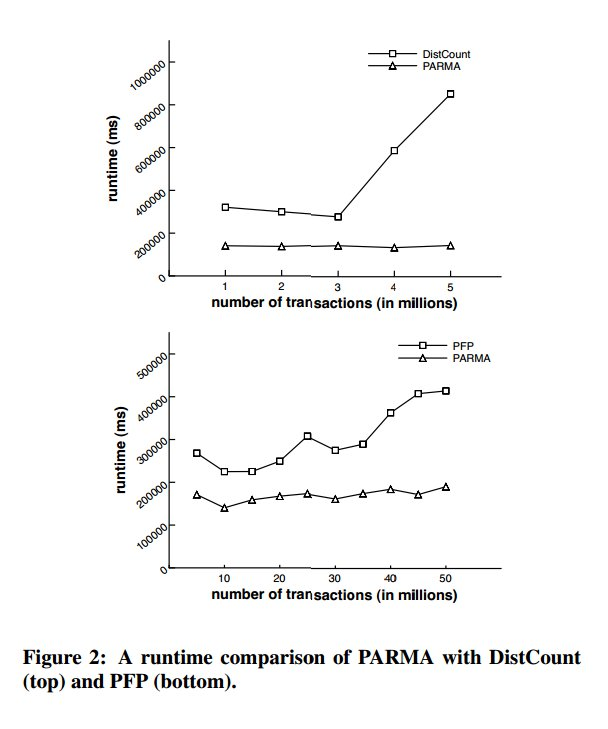 DistCount
PARMA
1000000
800000
600000
400000
200000
0
runtime (ms)
1 2 3 4 5
number of transactions (in millions)
PFP
PARMA
500000
400000
300000
200000
100000
0
runtime (ms)
10 20 30 40 50
number of transactions (in millions)
Figure 2: A runtime comparison of PARMA with DistCount
(top) and PFP (bottom).